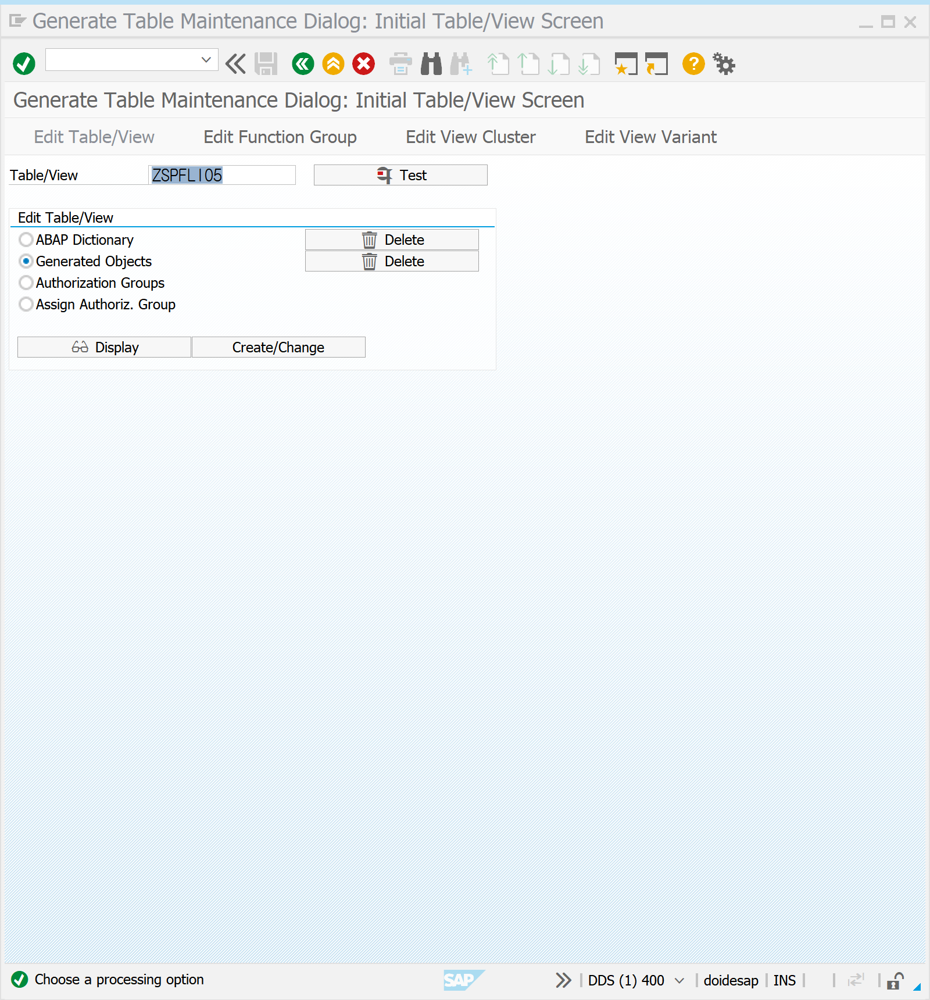 Generate Table Maintenance Dialog: Initial Table/View Screen
Generate Table Maintenance Dialog: Initial Table/View Screen
Edit Table/View Edit Function Group Edit View Cluster Edit View Variant
Table/View ZSPFLI05 Test
Edit Table/View
ABAP Dictionary Delete
Generated Objects Delete
Authorization Groups
Assign Authoriz. Group
Display Create/Change
Choose a processing option SAP DDS (1) 400 doidesap INS